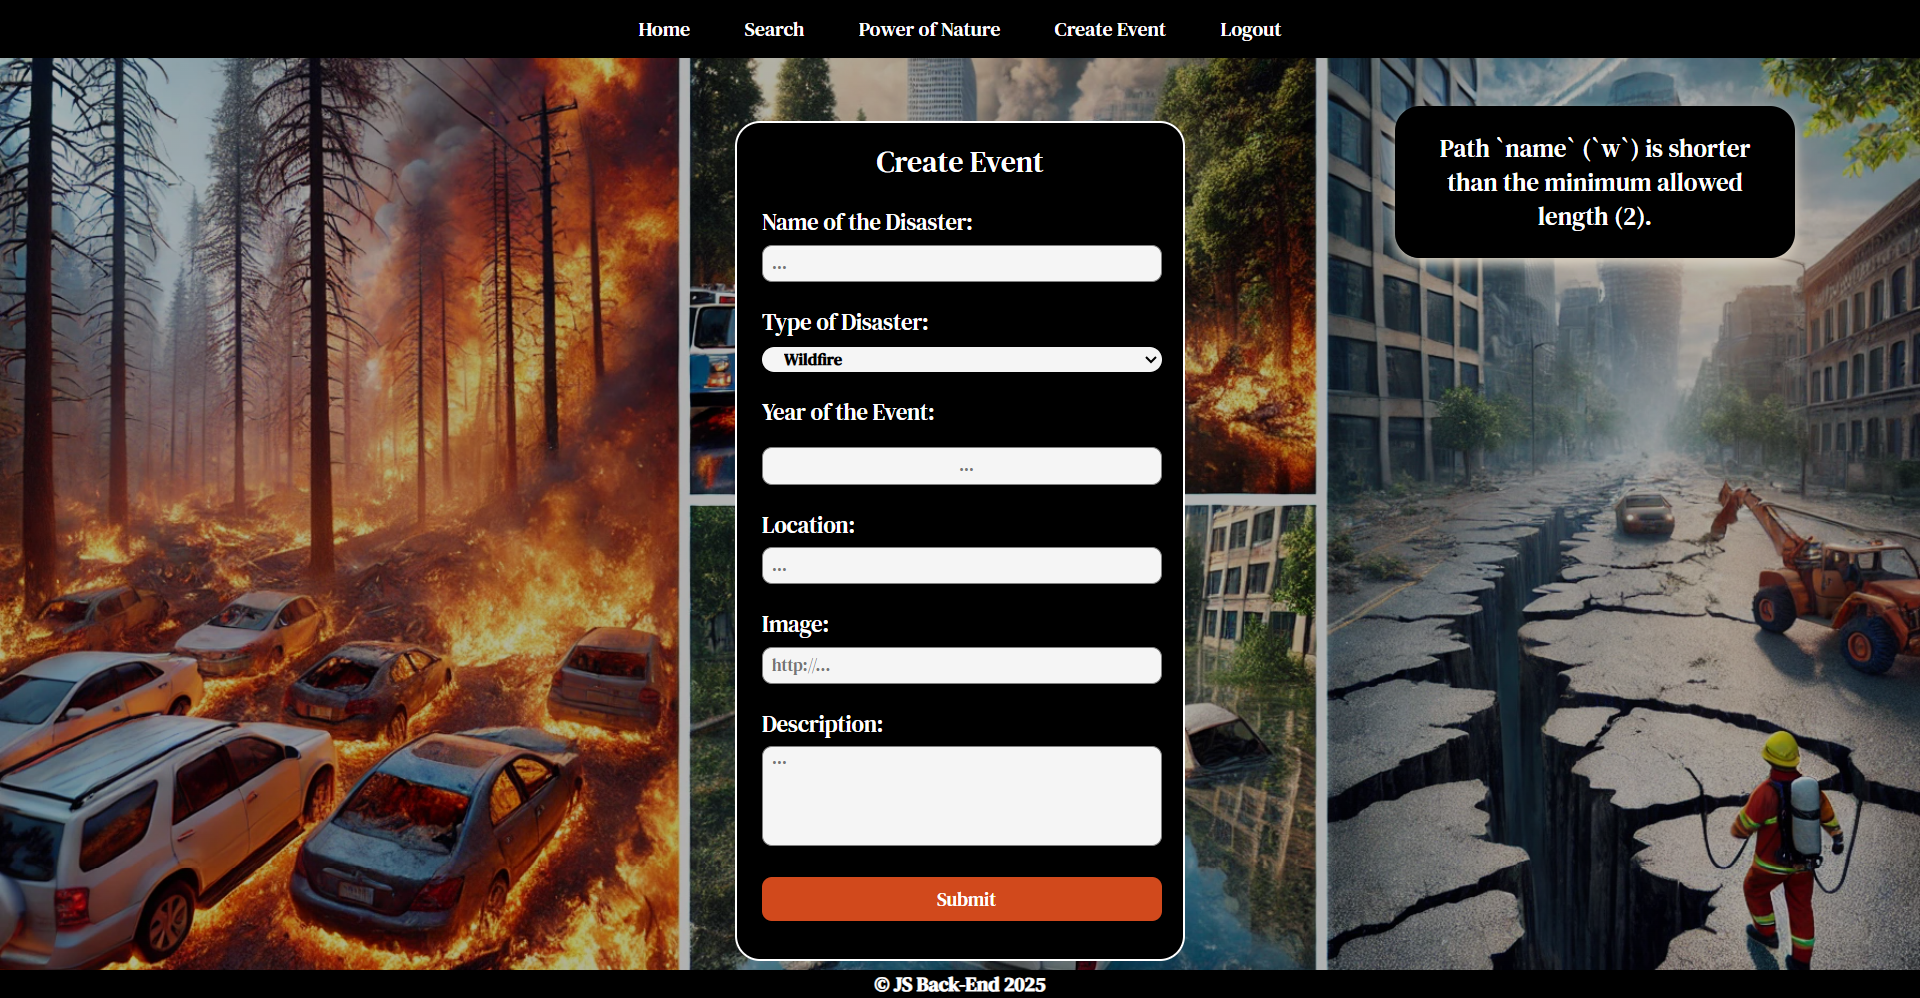 Home Search Power of Nature Create Event Logout
Create Event
Name of the Disaster:
...
Type of Disaster:
Wildfire
Year of the Event:
...
Location:
...
Image:
http://...
Description:
...
Submit
Path `name` (`w`) is shorter
than the minimum allowed
length (2).
© JS Back-End 2025